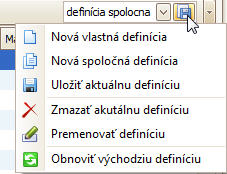 definícia spolocna
Ma
Nová vlastná definícia
Nová spoločná definícia
Uložiť aktuálnu definíciu
Zmazať akutálnu definíciu
Premenovať definíciu
Obnoviť východziu definíciu